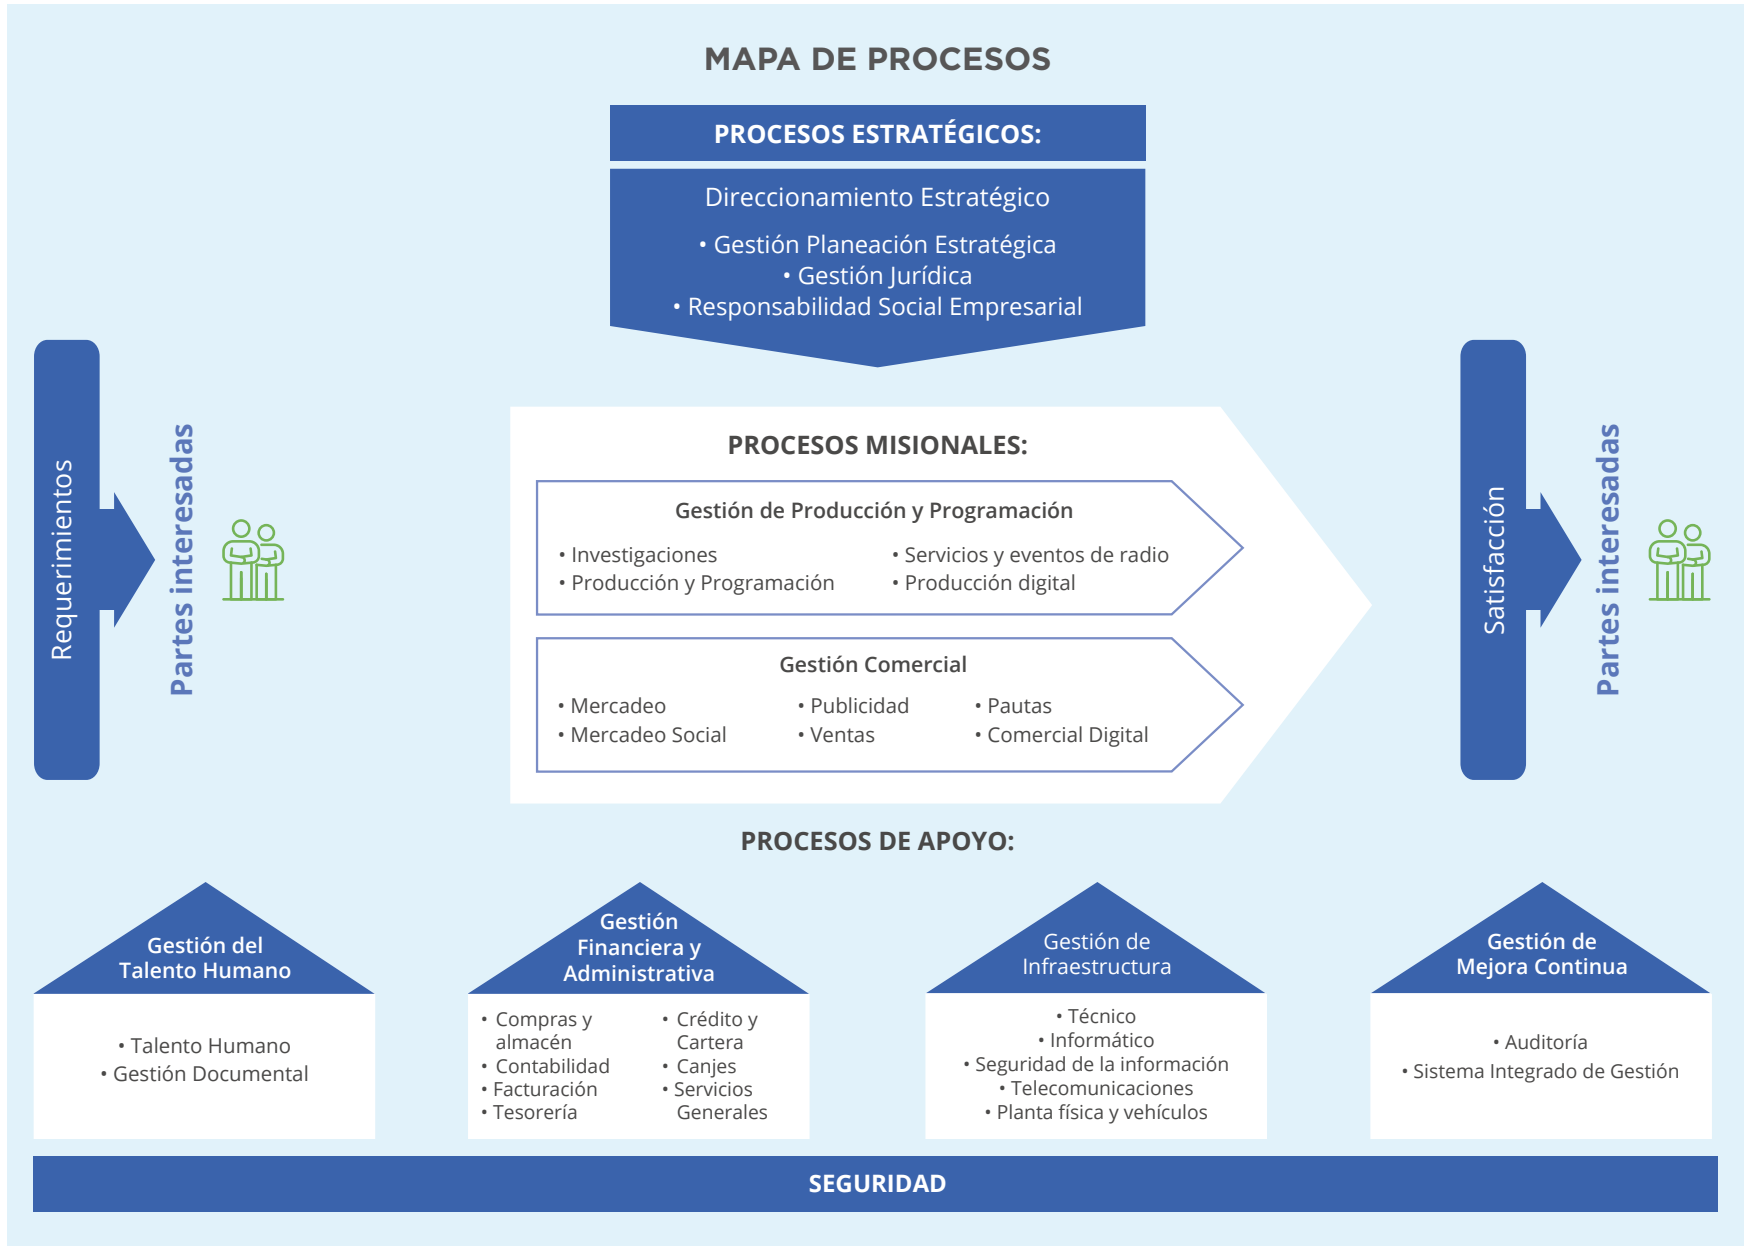 MAPA DE PROCESOS
PROCESOS ESTRATÉGICOS:
Direccionamiento Estratégico
• Gestión Planeación Estratégica
• Gestión Jurídica
• Responsabilidad Social Empresarial
Requerimientos
Partes interesadas
PROCESOS MISIONALES:
Gestión de Producción y Programación
• Investigaciones
• Producción y Programación
• Servicios y eventos de radio
• Producción digital
Gestión Comercial
• Mercadeo
• Mercadeo Social
• Publicidad
• Ventas
• Pautas
• Comercial Digital
Satisfacción
Partes interesadas
PROCESOS DE APOYO:
Gestión del
Talento Humano
• Talento Humano
• Gestión Documental
Gestión
Financiera y
Administrativa
• Compras y
almacén
• Contabilidad
• Facturación
• Tesorería
• Crédito y
Cartera
• Canjes
• Servicios
Generales
Gestión de
Infraestructura
• Técnico
• Informático
• Seguridad de la información
• Telecomunicaciones
• Planta física y vehículos
Gestión de
Mejora Continua
• Auditoría
• Sistema Integrado de Gestión
SEGURIDAD